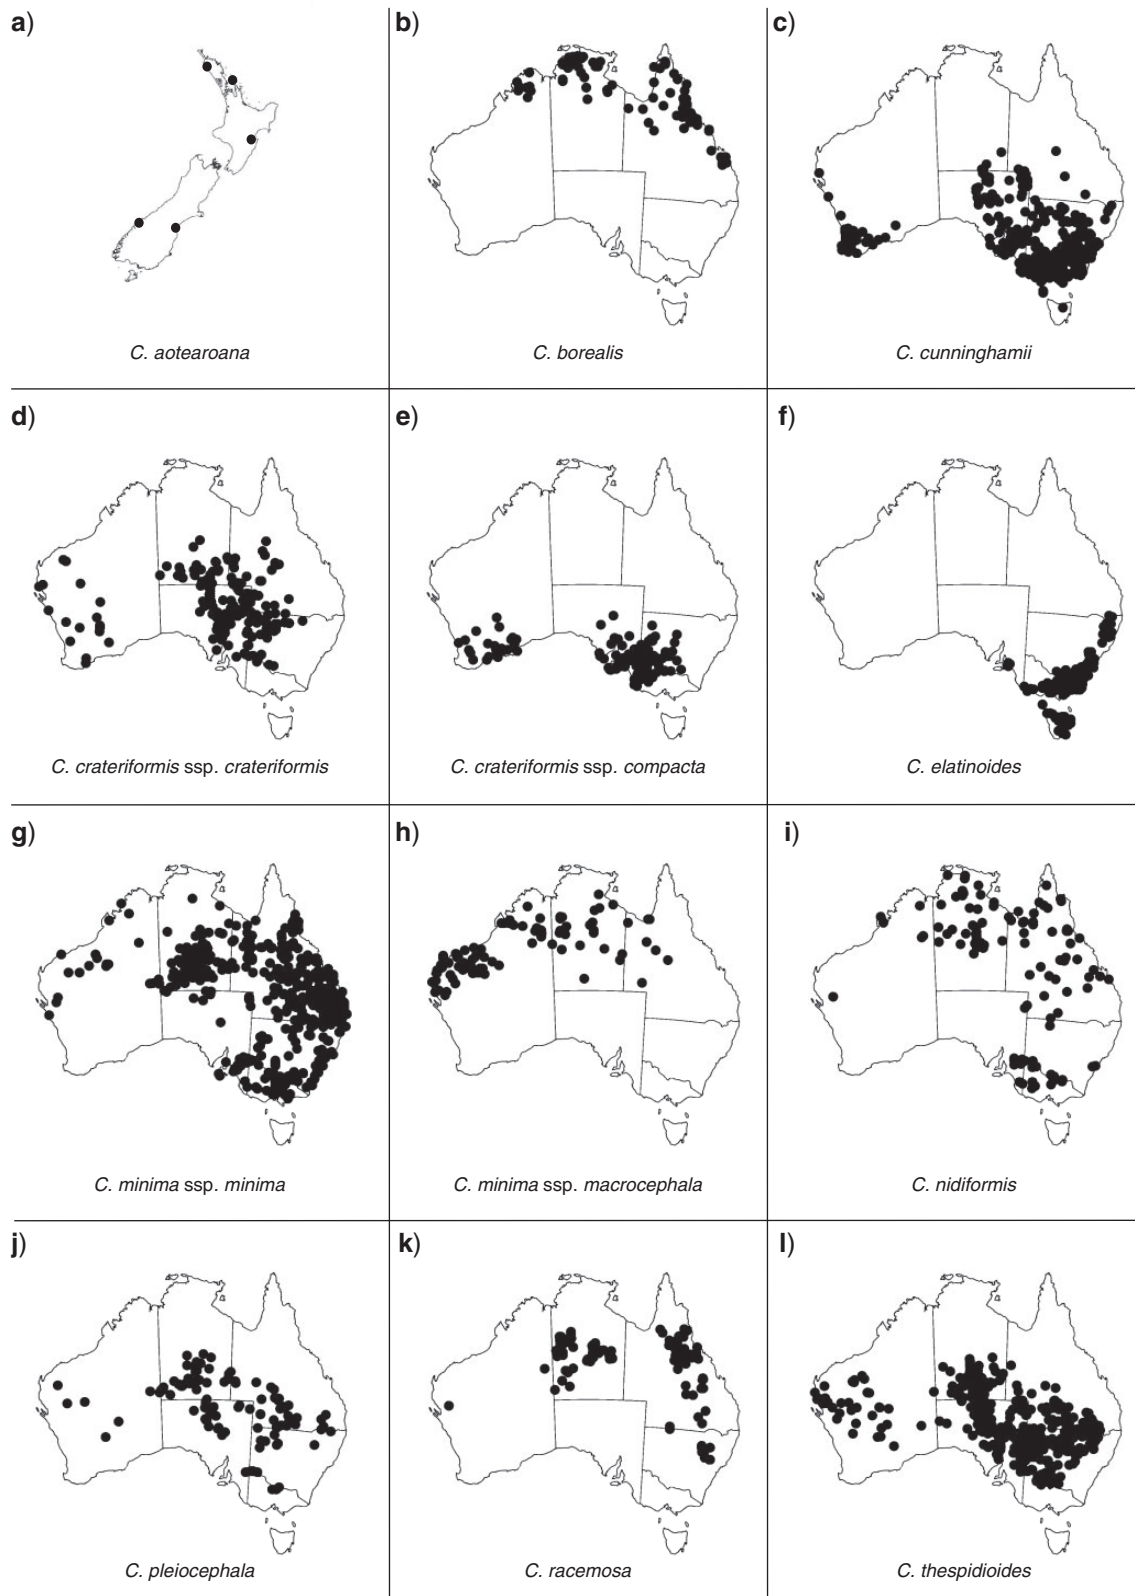 a)
b)
c)
C. aotearoana
C. borealis
C. cunninghamii
d)
e)
f)
C. crateriformis ssp. crateriformis
C. crateriformis ssp. compacta
C. elatinoides
g)
h)
i)
C. minima ssp. minima
C. minima ssp. macrocephala
C. nidiformis
j)
k)
l)
C. pleiocephala
C. racemosa
C. thespidioides